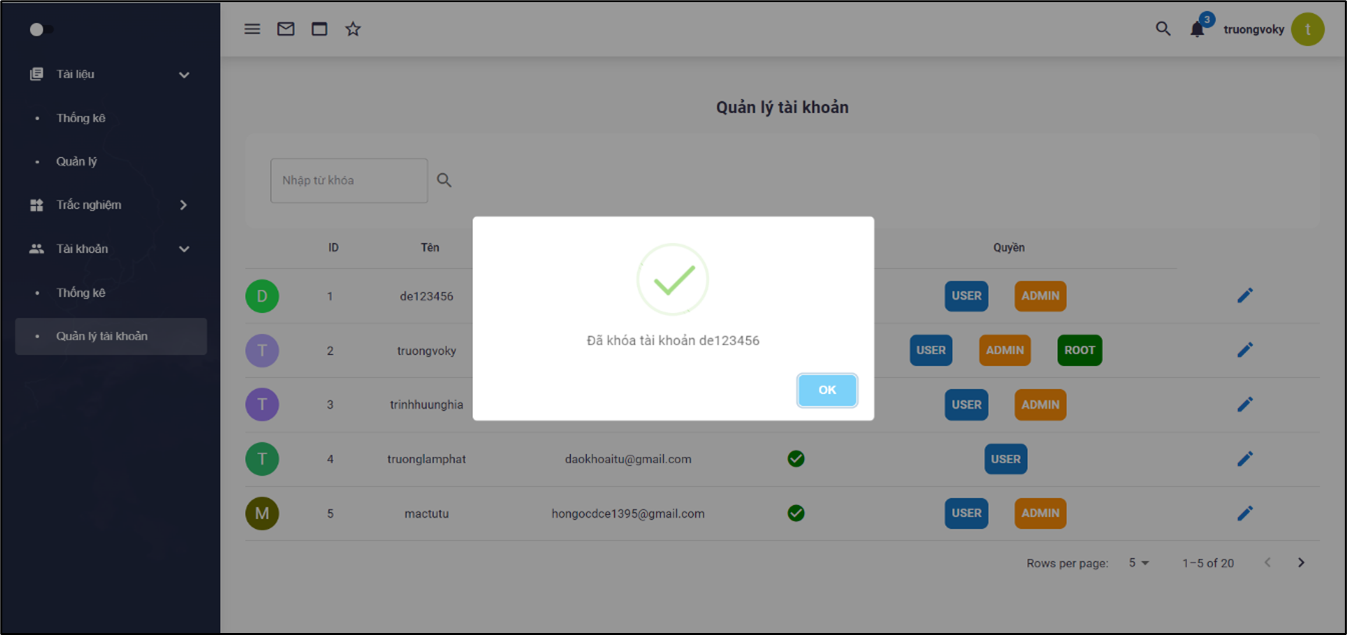 3
truongvoky
t
Tài liệu
Thống kê
Quản lý
Trắc nghiệm
Tài khoản
Thống kê
Quản lý tài khoản
Quản lý tài khoản
Nhập từ khóa
ID Tên Quyền
D 1 de123456 USER ADMIN
T 2 truongvoky USER ADMIN ROOT
T 3 trinhhuunghia USER ADMIN
T 4 truonglamphat daokhoaitu@gmail.com USER
M 5 mactutu hongocdce1395@gmail.com USER ADMIN
Đã khóa tài khoản de123456
OK
Rows per page: 5 1–5 of 20